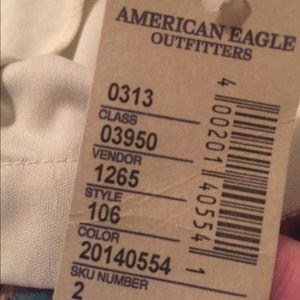 AMERICAN EAGLE
OUTFITTERS
0313
CLASS
03950
VENDOR
1265
STYLE
106
COLOR
20140554
SKU NUMBER
2
4 00201 40554 1